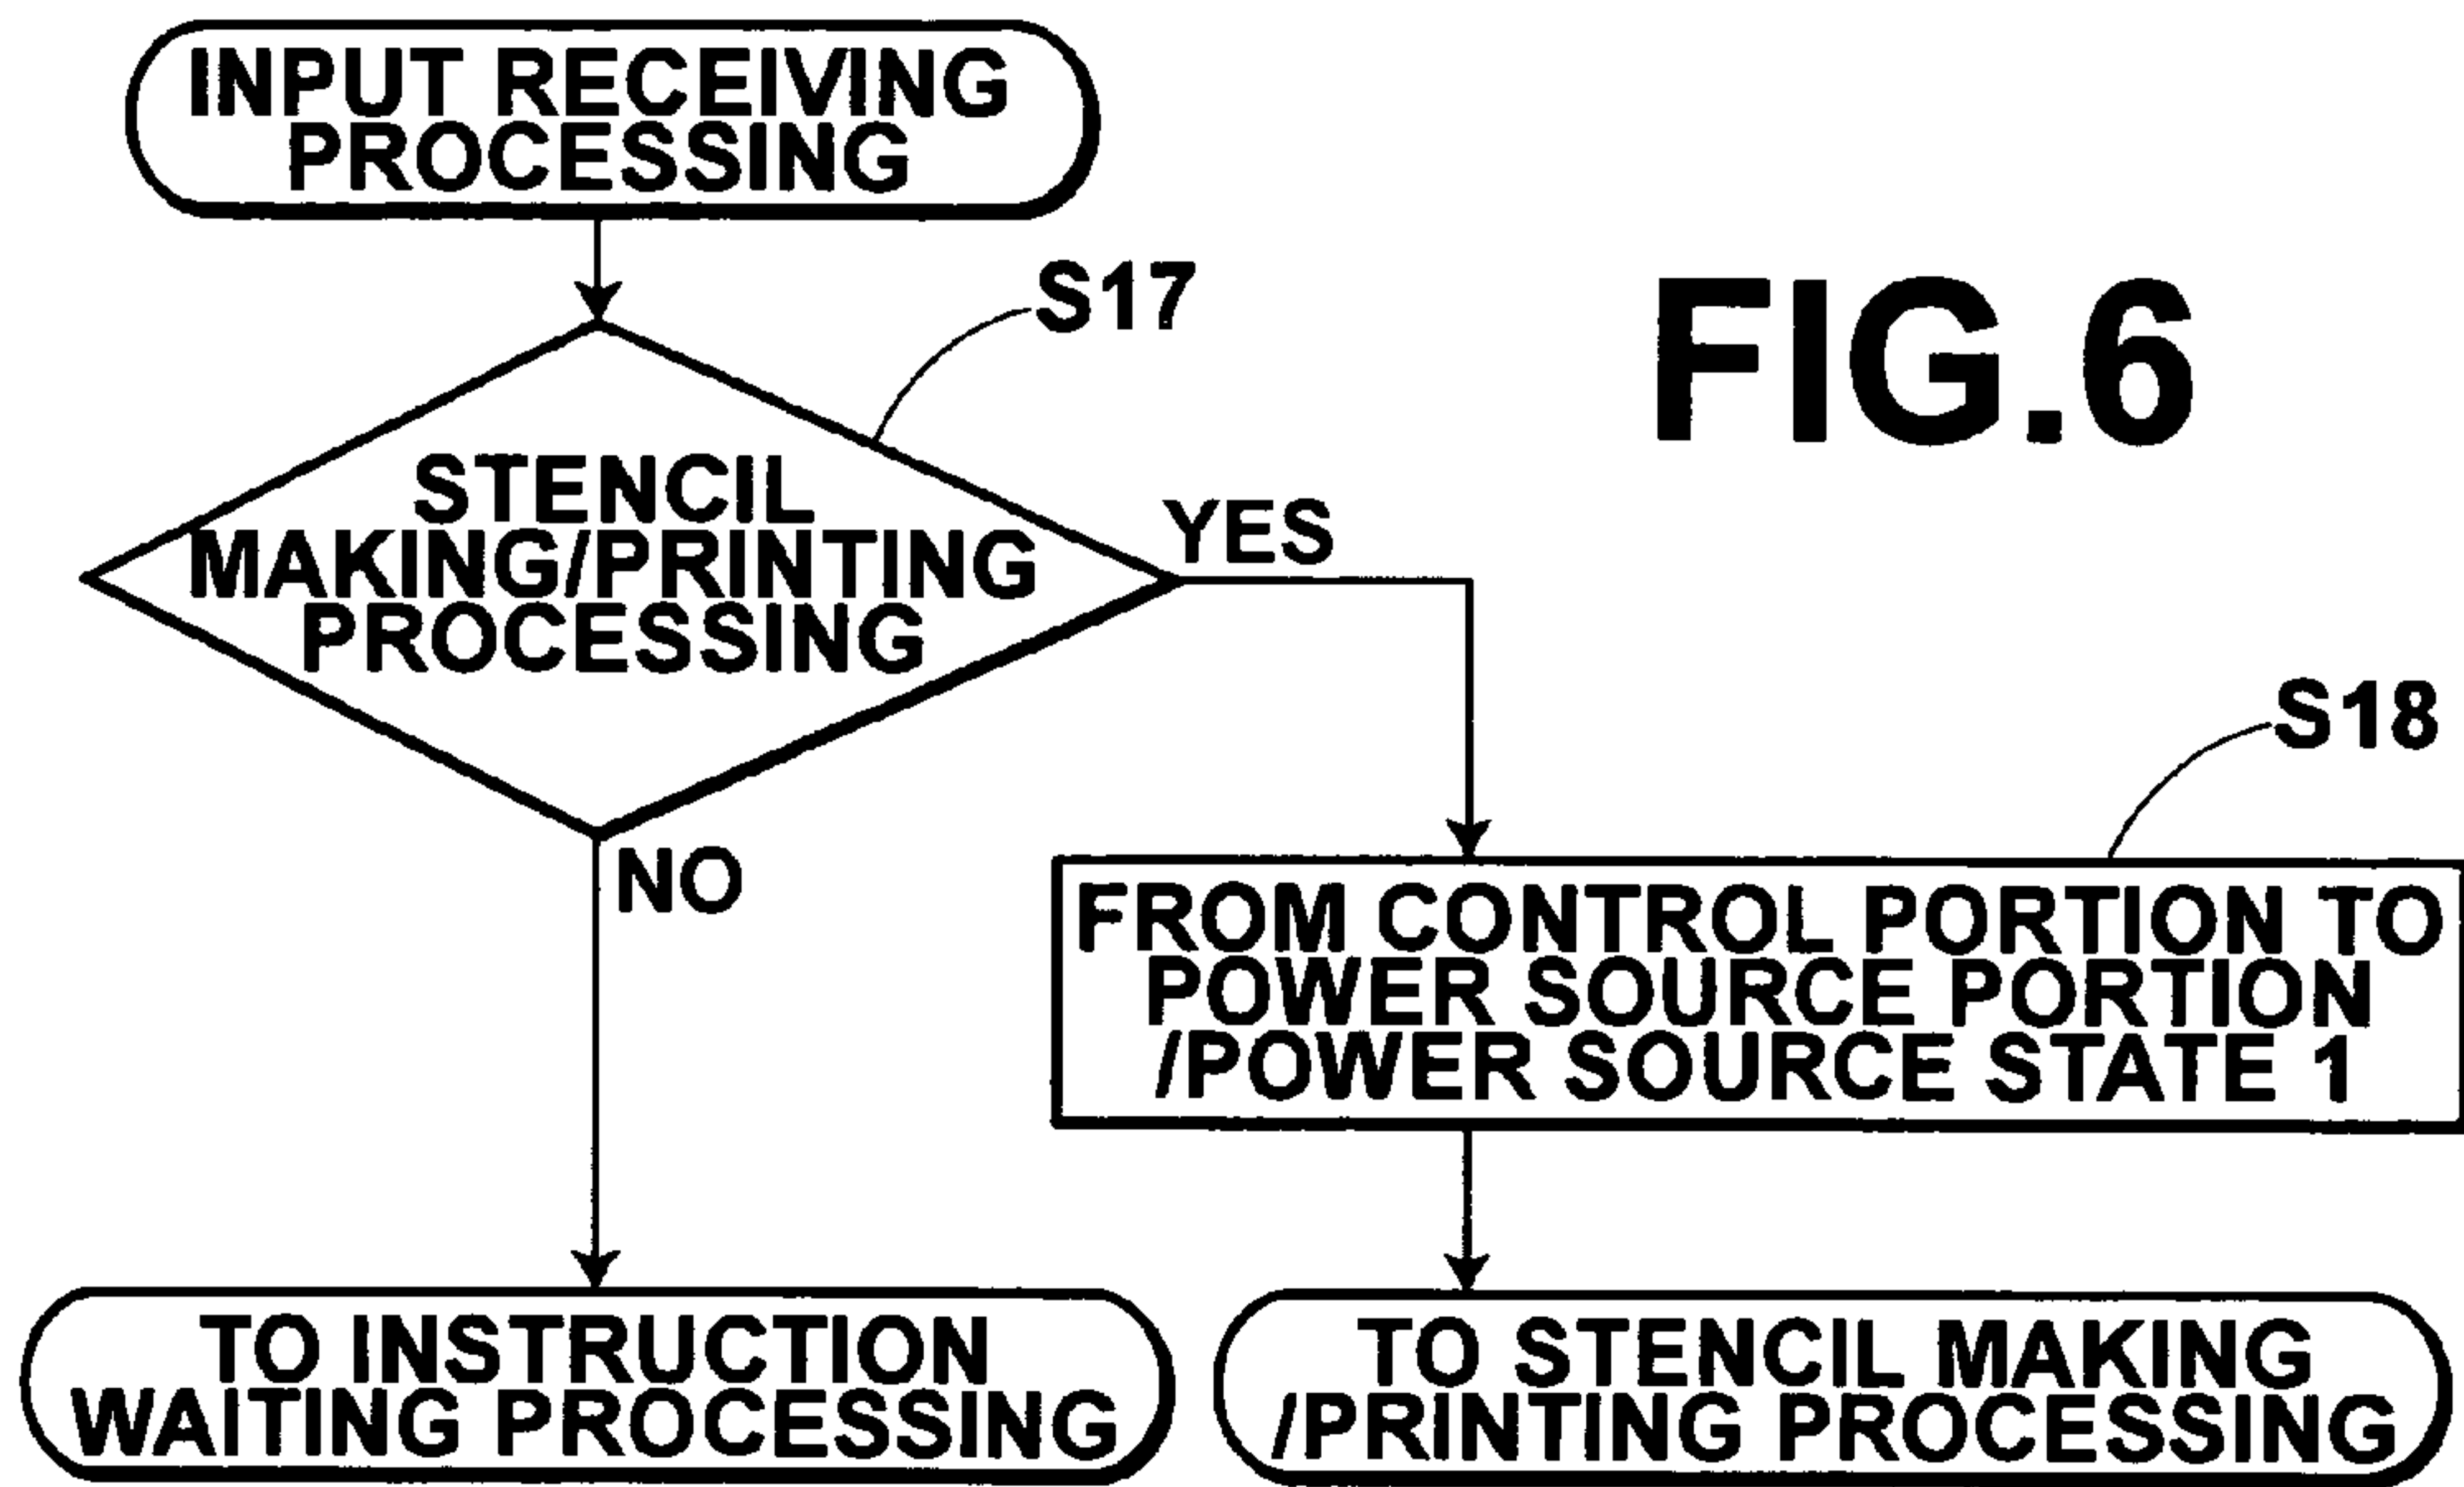 INPUT RECEIVING
PROCESSING
S17
FIG.6
STENCIL
MAKING/PRINTING
PROCESSING
YES
NO
S18
FROM CONTROL PORTION TO
POWER SOURCE PORTION
/POWER SOURCE STATE 1
TO INSTRUCTION
WAITING PROCESSING
TO STENCIL MAKING
/PRINTING PROCESSING